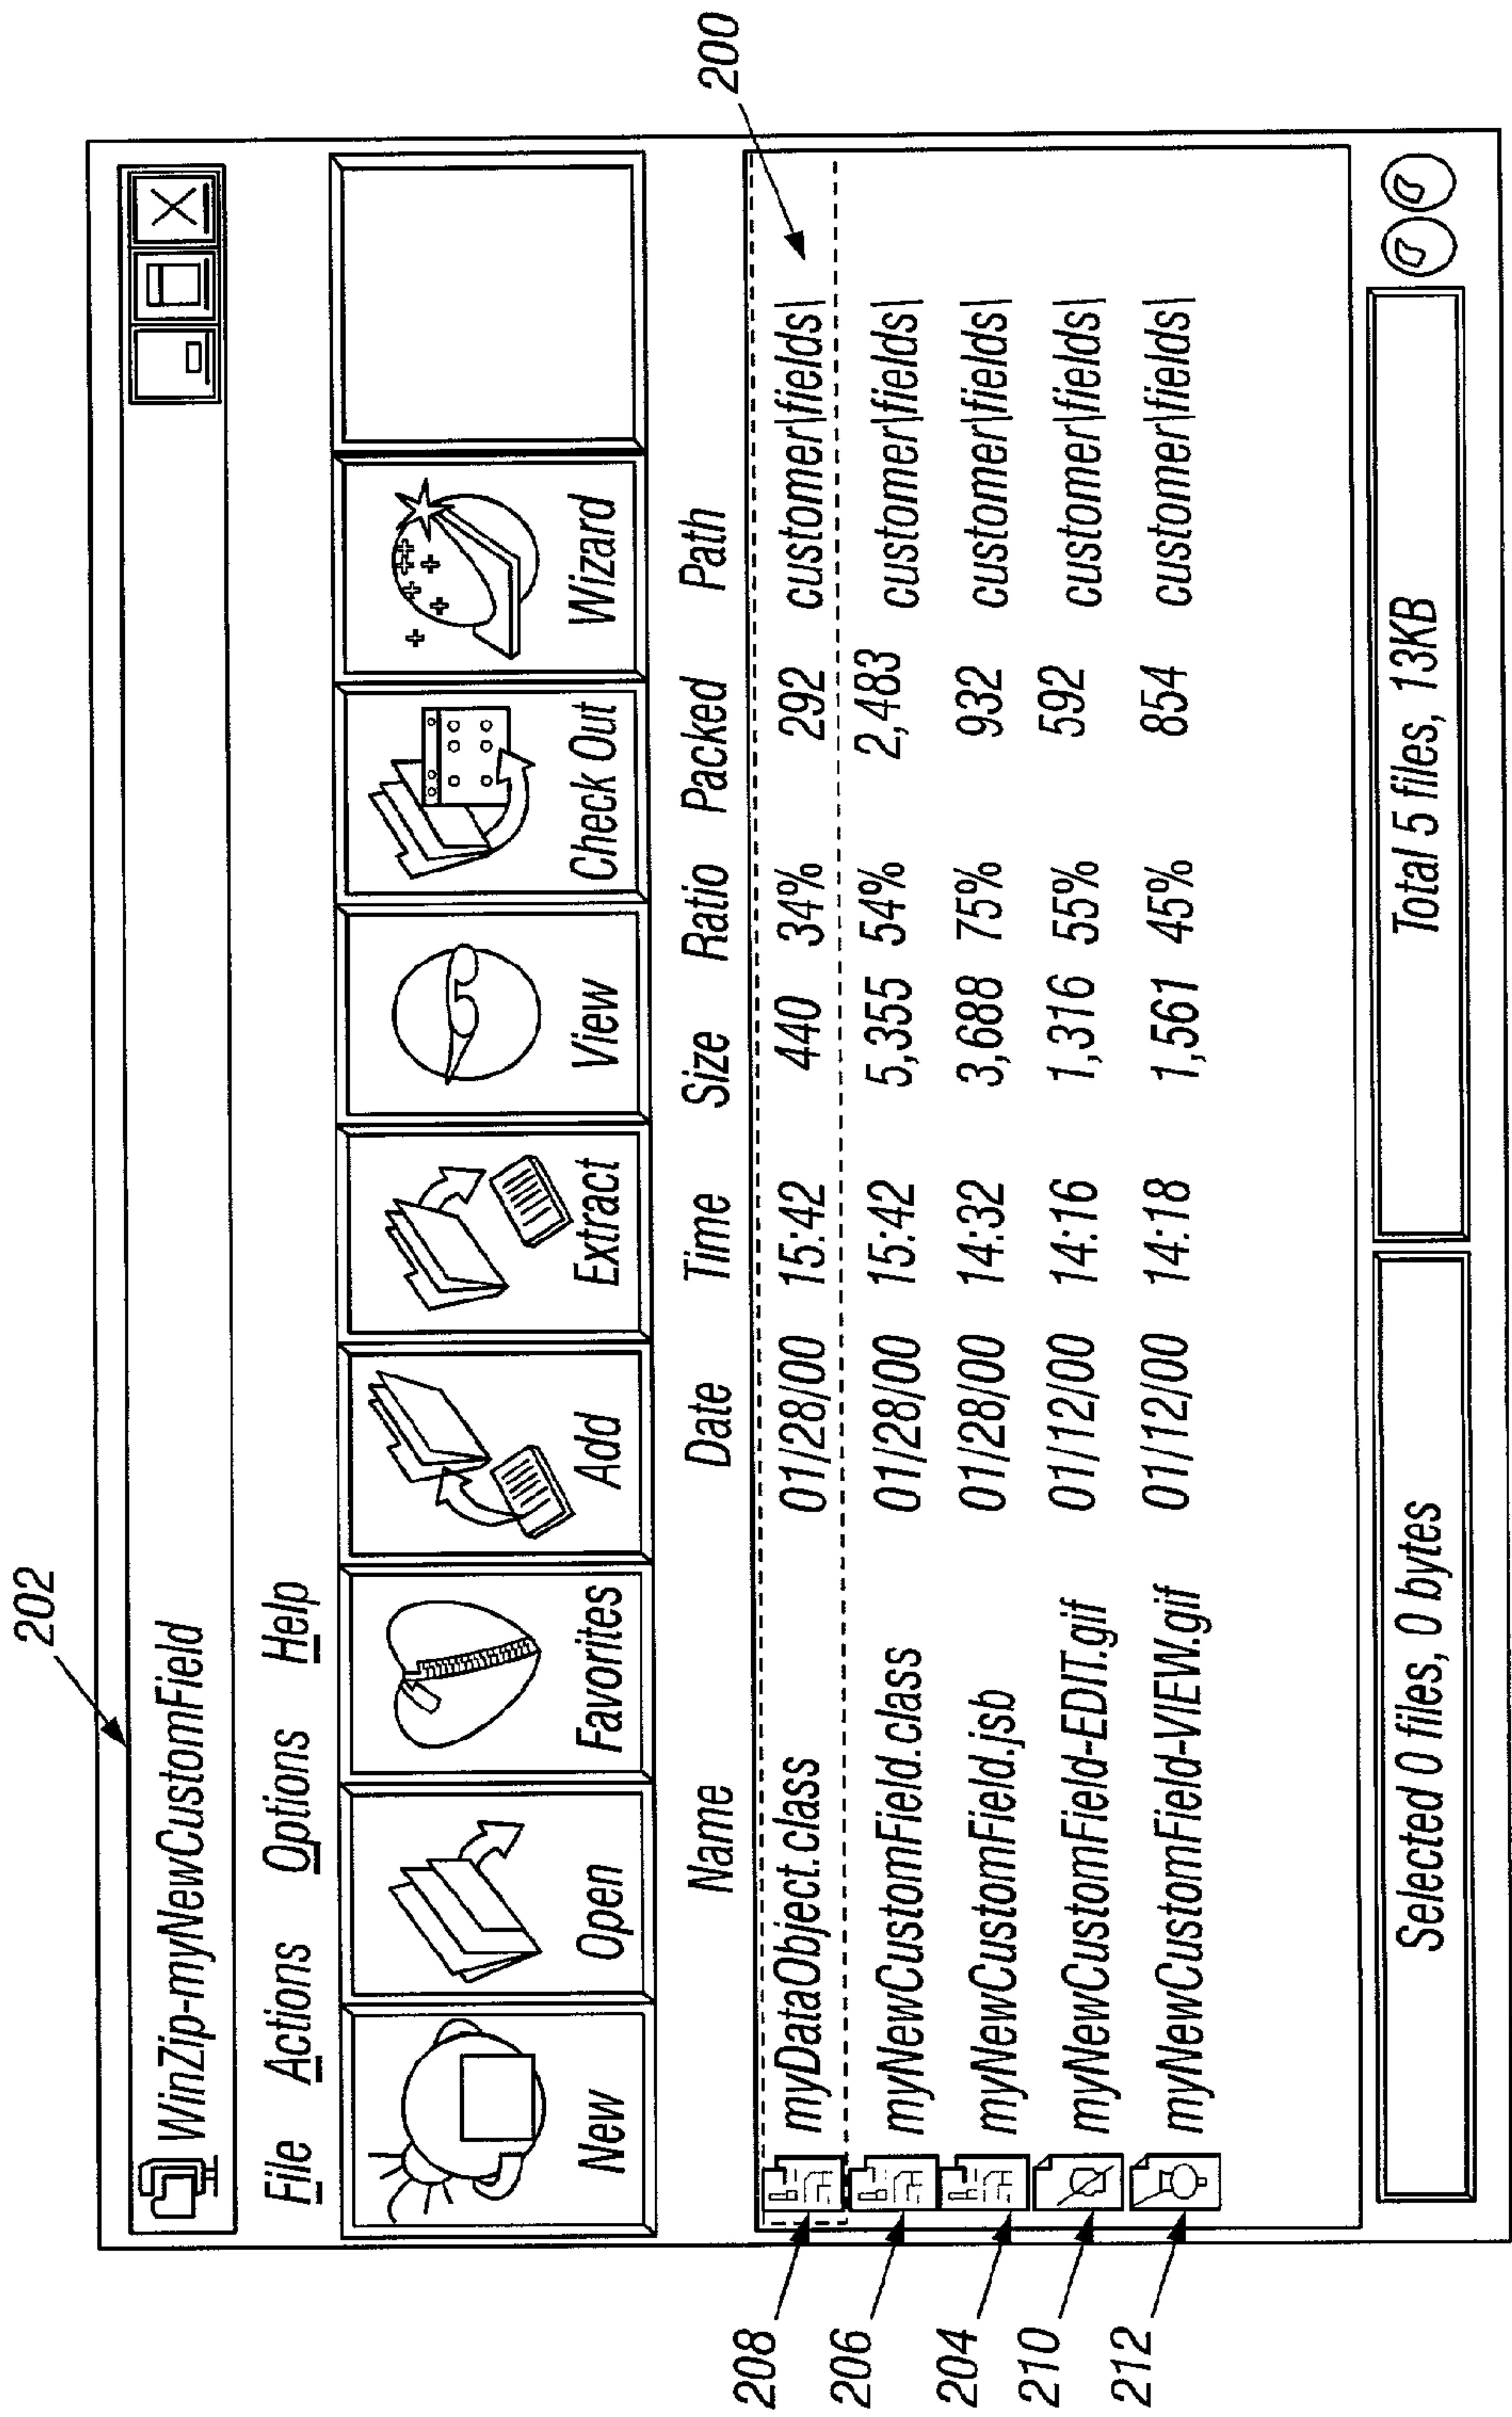 202
200
WinZip-myNewCustomField
File Actions Options Help
New Open Favorites Add Extract View Check Out Wizard
Name Date Time Size Ratio Packed Path
208 myDataObject.class 01/28/00 15:42 440 34% 292 customer\fields\
206 myNewCustomField.class 01/28/00 15:42 5,355 54% 2,483 customer\fields\
204 myNewCustomField.jsb 01/28/00 14:32 3,688 75% 932 customer\fields\
210 myNewCustomField-EDIT.gif 01/12/00 14:16 1,316 55% 592 customer\fields\
212 myNewCustomField-VIEW.gif 01/12/00 14:18 1,561 45% 854 customer\fields\
Selected 0 files, 0 bytes Total 5 files, 13KB